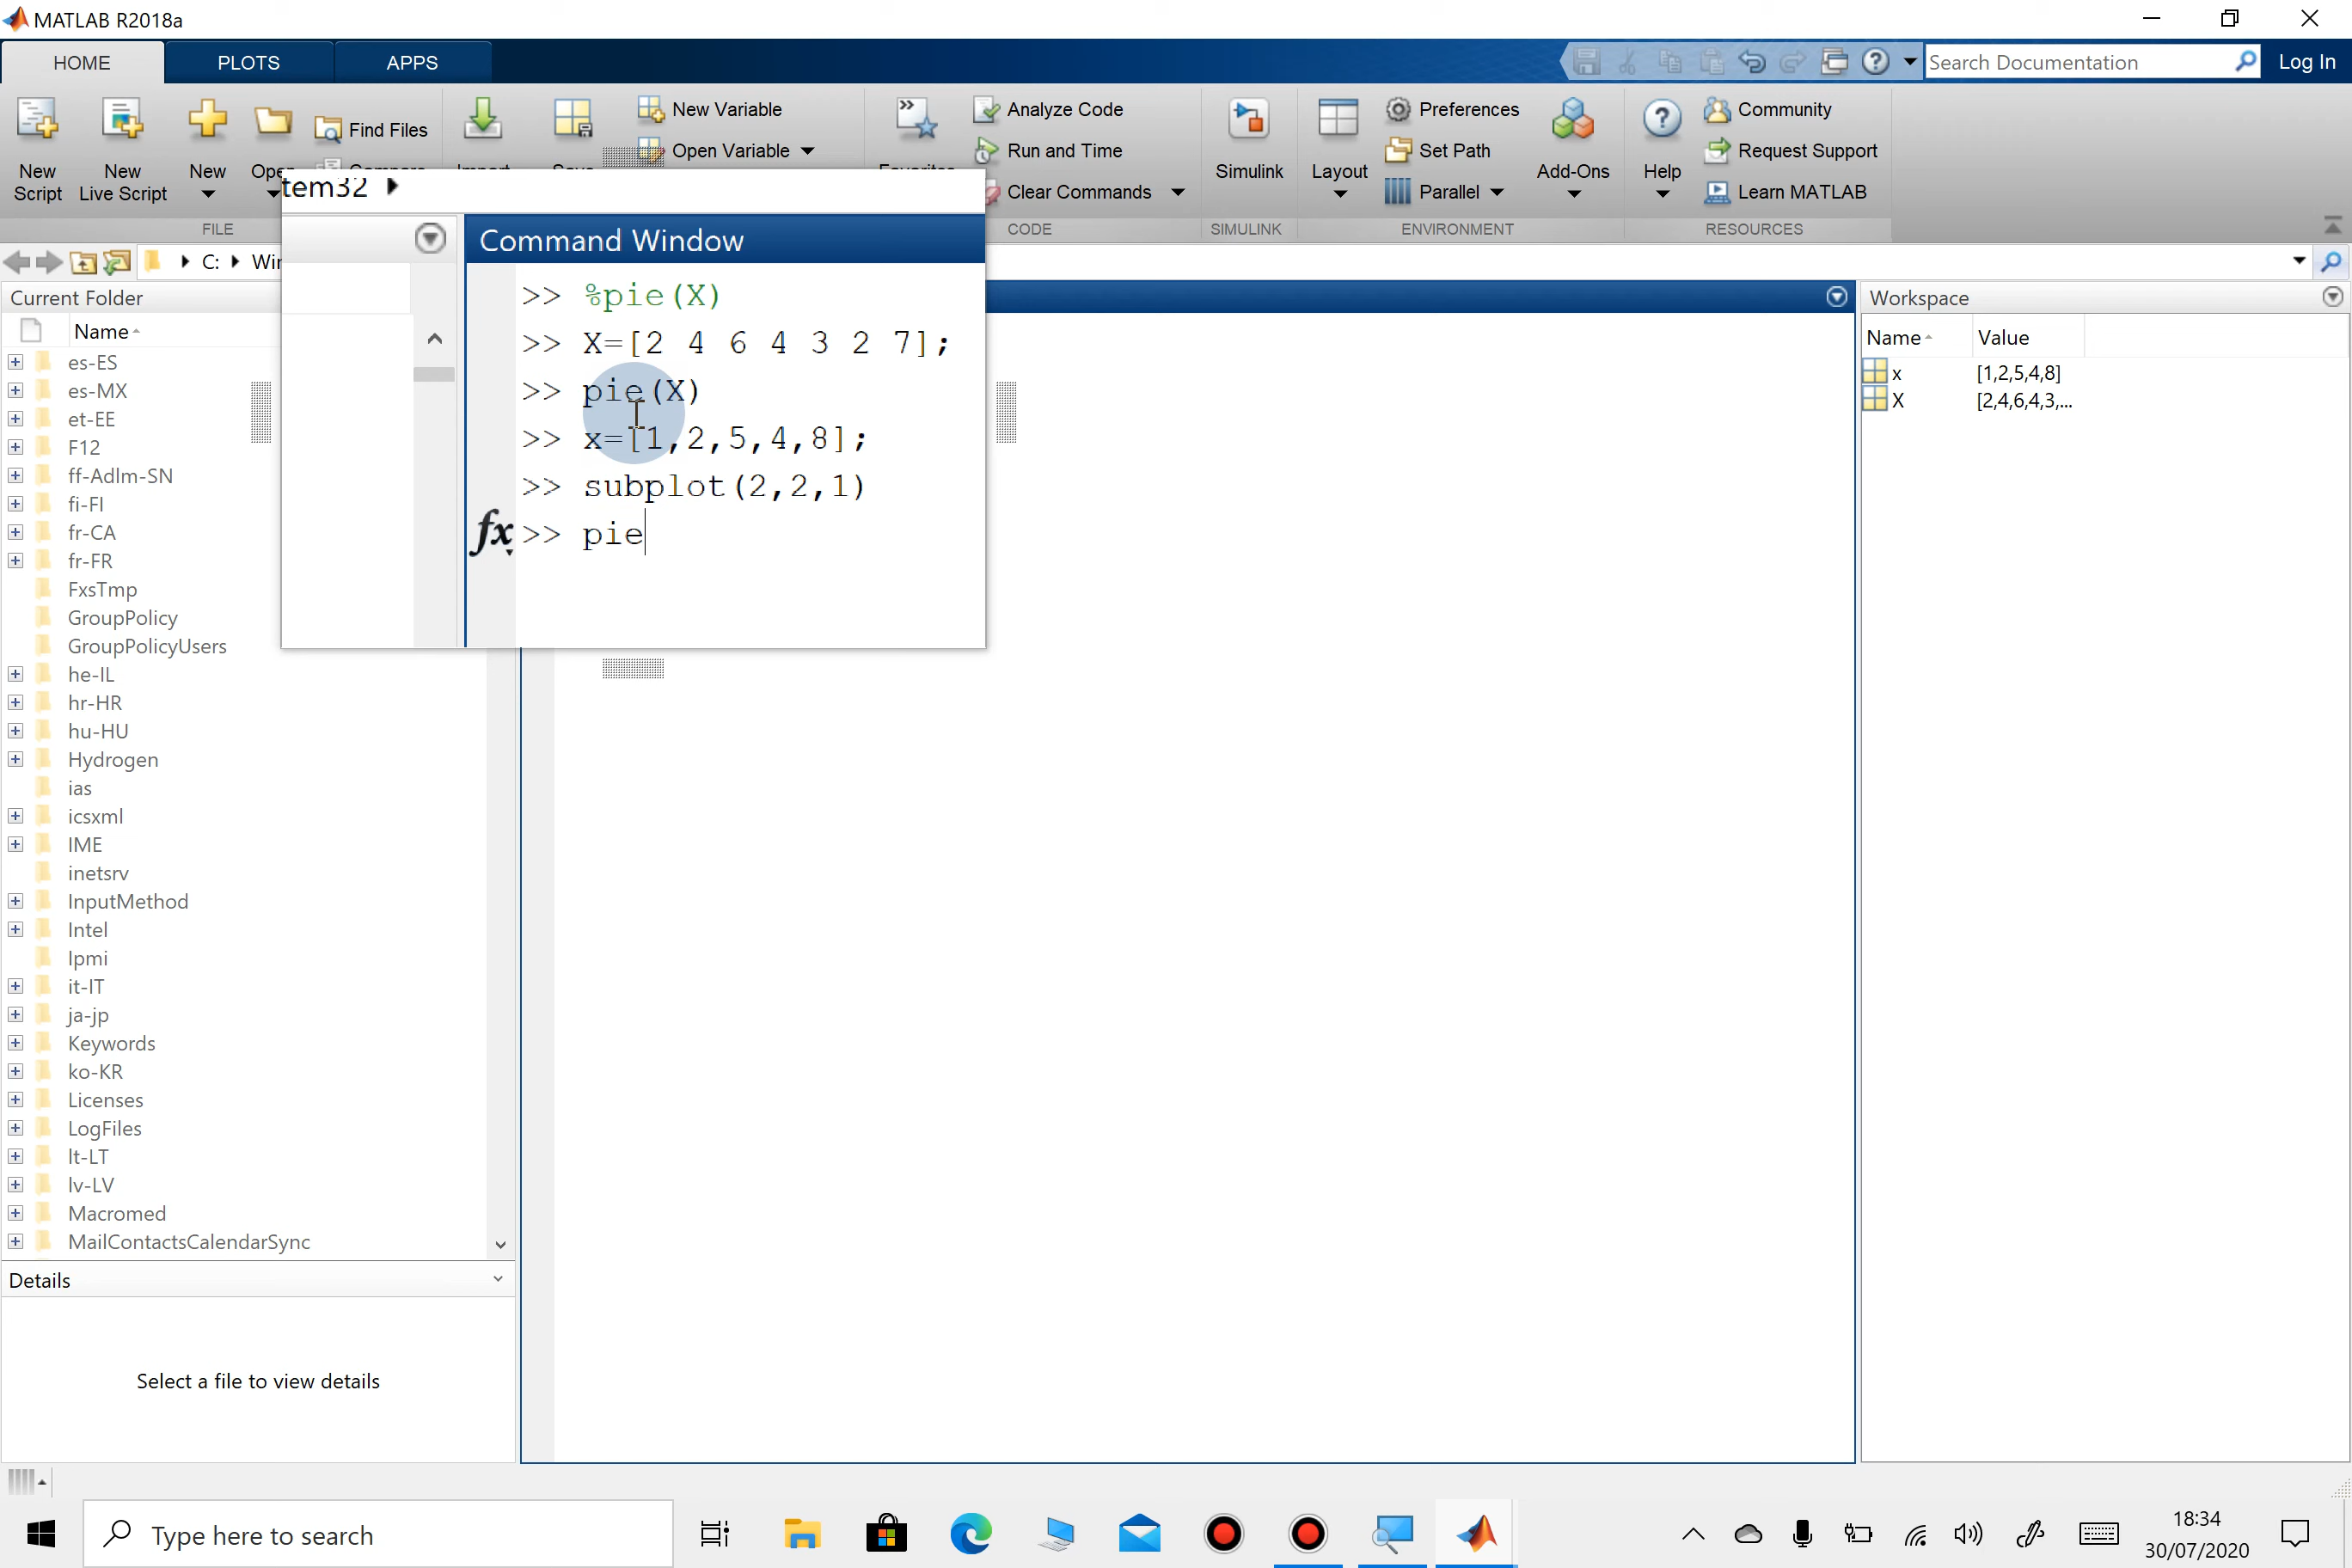 MATLAB R2018a
HOME PLOTS APPS
Search Documentation Log In
New Script
New Live Script
New
Open
Find Files
New Variable
Open Variable
Analyze Code
Run and Time
Clear Commands
Simulink
Layout
Preferences
Set Path
Parallel
Add-Ons
Help
Community
Request Support
Learn MATLAB
FILE CODE SIMULINK ENVIRONMENT RESOURCES
C:
tem32
Command Window
>> %pie(X)
>> X=[2 4 6 4 3 2 7];
>> pie(X)
>> x=[1,2,5,4,8];
>> subplot(2,2,1)
fx >> pie
Current Folder
Name
es-ES
es-MX
et-EE
F12
ff-Adlm-SN
fi-FI
fr-CA
fr-FR
FxsTmp
GroupPolicy
GroupPolicyUsers
he-IL
hr-HR
hu-HU
Hydrogen
ias
icsxml
IME
inetsrv
InputMethod
Intel
Ipmi
it-IT
ja-jp
Keywords
ko-KR
Licenses
LogFiles
lt-LT
lv-LV
Macromed
MailContactsCalendarSync
Details
Select a file to view details
Workspace
Name Value
x [1,2,5,4,8]
X [2,4,6,4,3,...
Type here to search
18:34
30/07/2020